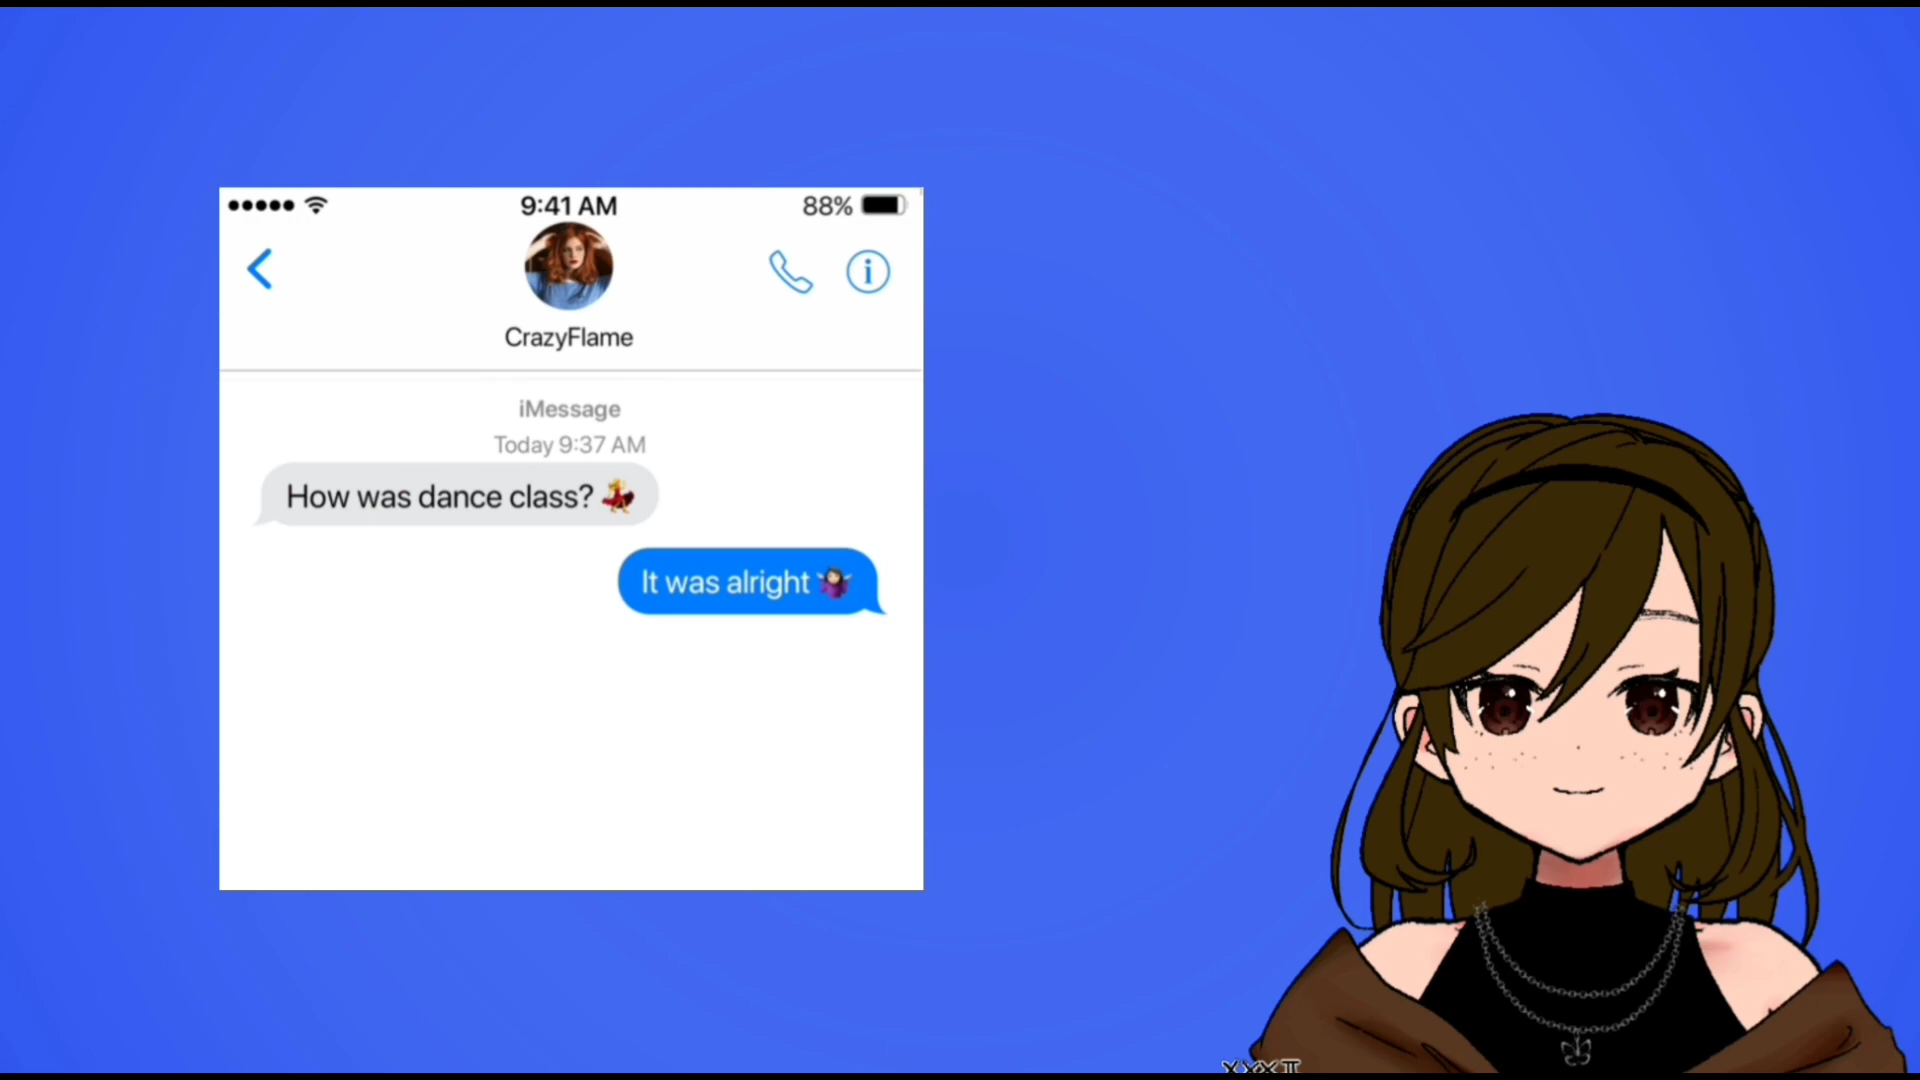 9:41 AM
88%
CrazyFlame
iMessage
Today 9:37 AM
How was dance class? 💃
It was alright 🤷🏻‍♀️